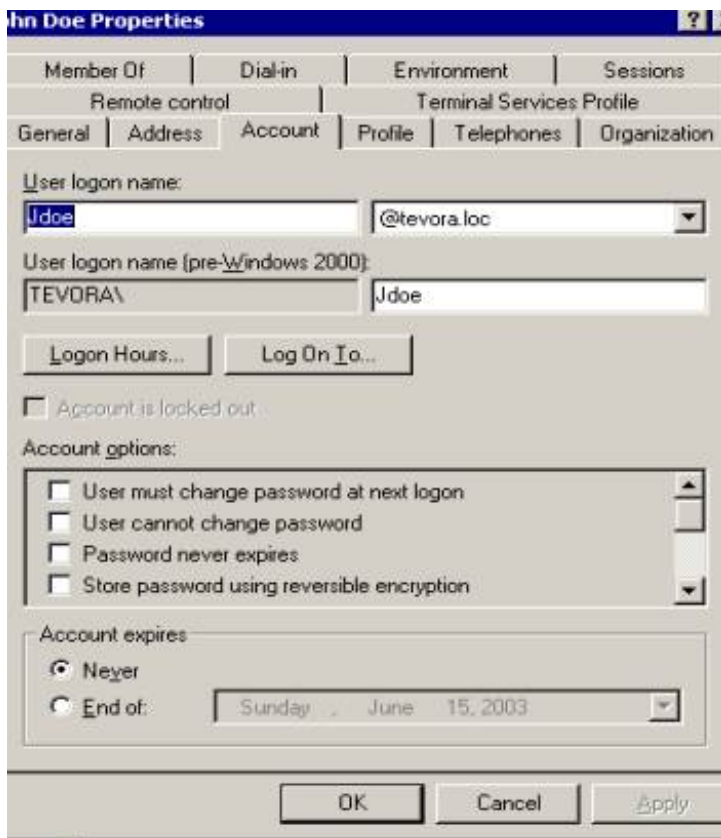 hn Doe Properties
Member Of Dial-in Environment Sessions
Remote control Terminal Services Profile
General Address Account Profile Telephones Organization
User logon name:
Jdoe @tevora.loc
User logon name (pre-Windows 2000):
TEVORA\ Jdoe
Logon Hours... Log On To...
Account is locked out
Account options:
User must change password at next logon
User cannot change password
Password never expires
Store password using reversible encryption
Account expires
Never
End of: Sunday , June 15, 2003
OK Cancel Apply